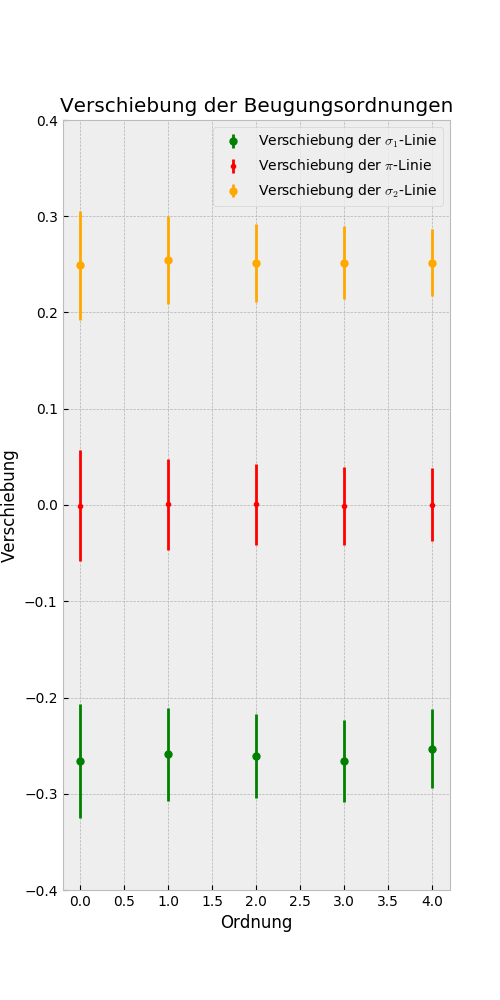 Verschiebung der Beugungsordnungen
Verschiebung der σ₁-Linie
Verschiebung der π-Linie
Verschiebung der σ₂-Linie
0.4
0.3
0.2
0.1
0.0
−0.1
−0.2
−0.3
−0.4
Verschiebung
0.0 0.5 1.0 1.5 2.0 2.5 3.0 3.5 4.0
Ordnung